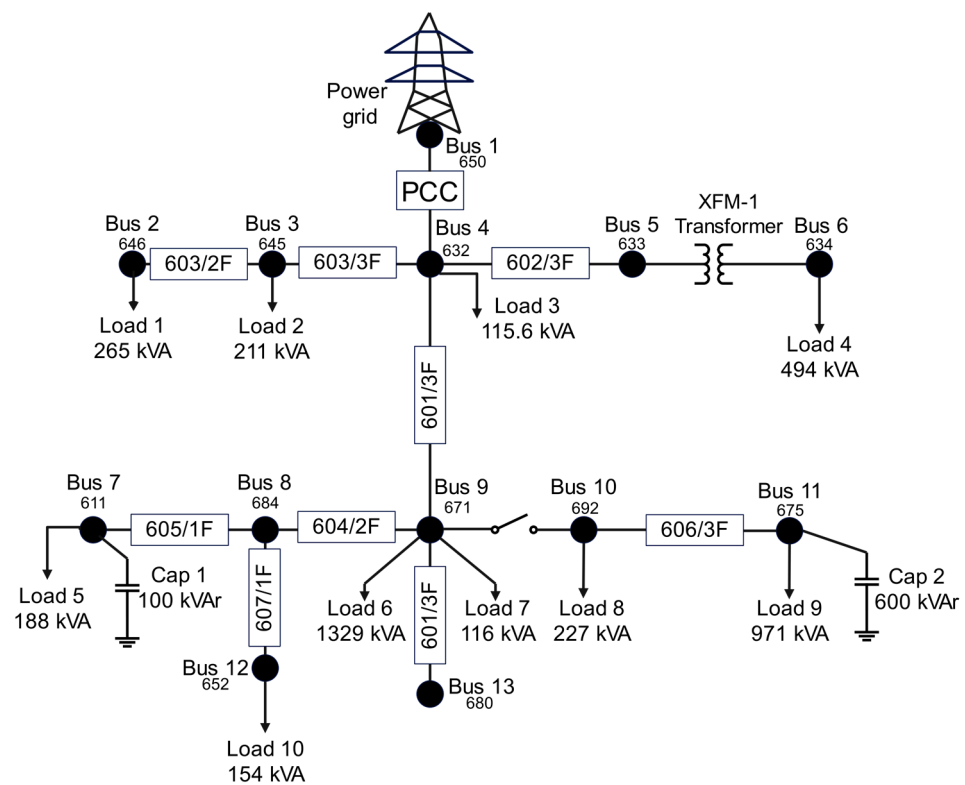 Power
grid
Bus 1
650
PCC
XFM-1
Transformer
Bus 2
646
603/2F
Bus 3
645
603/3F
Bus 4
632
602/3F
Bus 5
633
Bus 6
634
Load 1
265 kVA
Load 2
211 kVA
Load 3
115.6 kVA
Load 4
494 kVA
601/3F
Bus 7
611
605/1F
Bus 8
684
604/2F
Bus 9
671
Bus 10
692
606/3F
Bus 11
675
Load 5
188 kVA
Cap 1
100 kVAr
607/1F
Load 6
1329 kVA
601/3F
Load 7
116 kVA
Load 8
227 kVA
Load 9
971 kVA
Cap 2
600 kVAr
Bus 12
652
Bus 13
680
Load 10
154 kVA